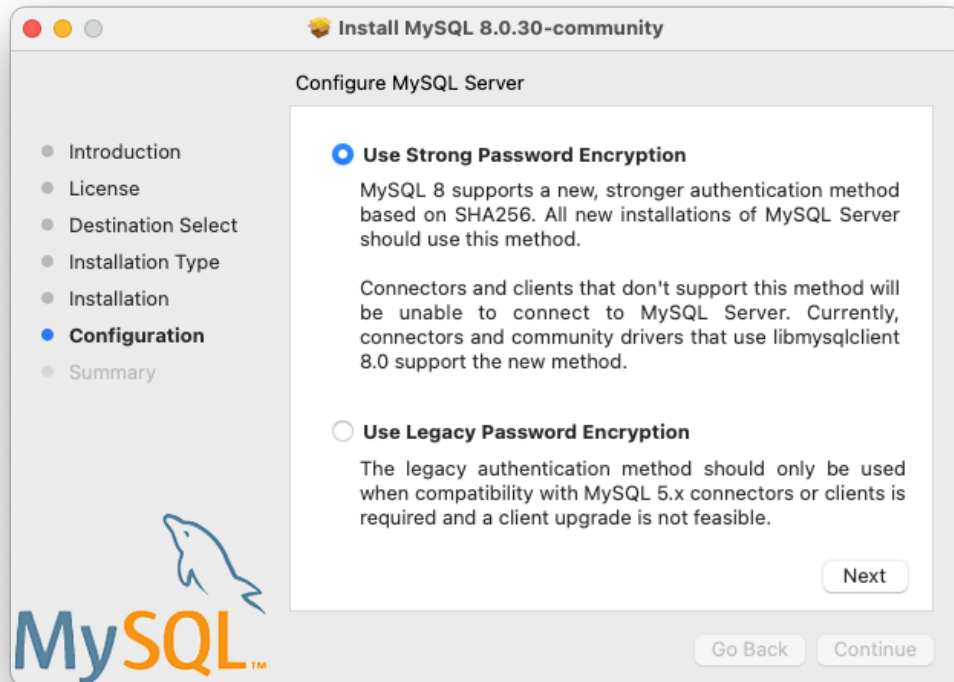 Install MySQL 8.0.30-community
Configure MySQL Server
Introduction
License
Destination Select
Installation Type
Installation
Configuration
Summary
Use Strong Password Encryption
MySQL 8 supports a new, stronger authentication method
based on SHA256. All new installations of MySQL Server
should use this method.
Connectors and clients that don't support this method will
be unable to connect to MySQL Server. Currently,
connectors and community drivers that use libmysqlclient
8.0 support the new method.
Use Legacy Password Encryption
The legacy authentication method should only be used
when compatibility with MySQL 5.x connectors or clients is
required and a client upgrade is not feasible.
Next
MySQL™
Go Back
Continue